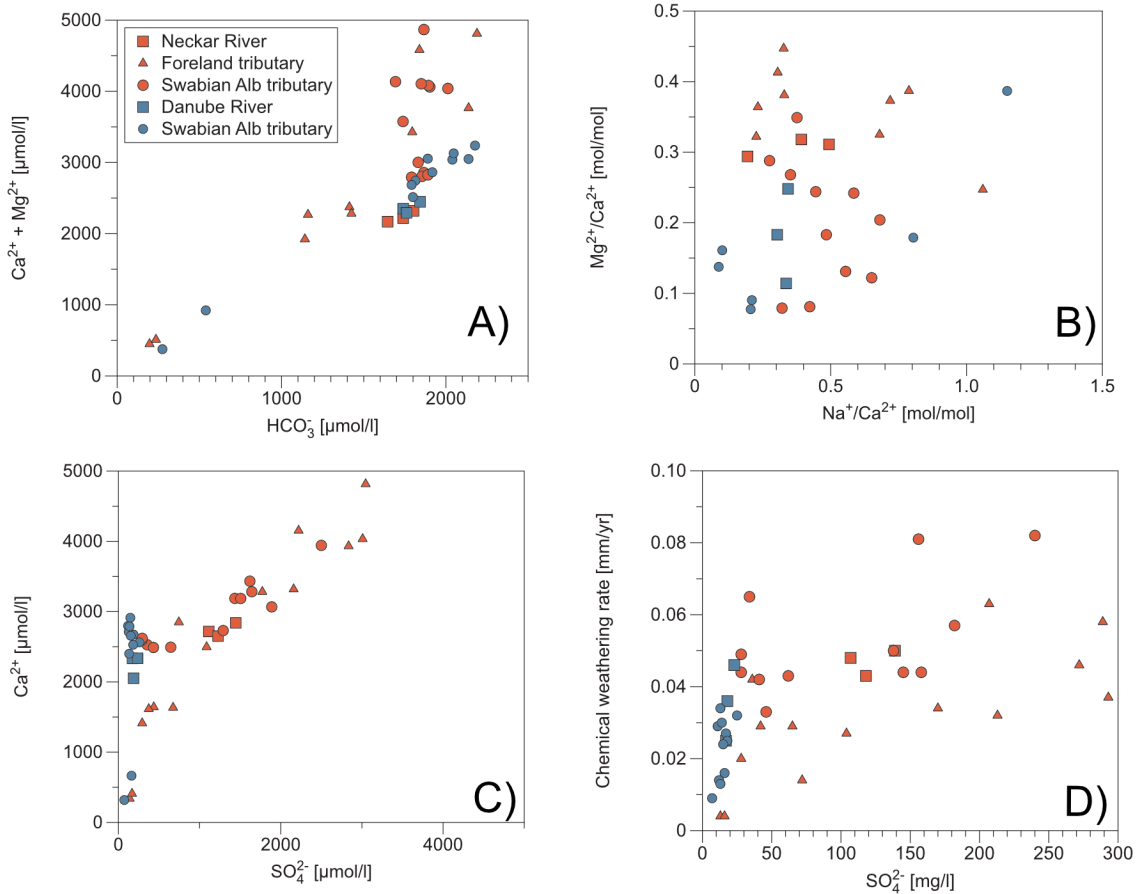 5000
4000
3000
2000
1000
0
0
1000
2000
Ca²⁺ + Mg²⁺ [µmol/l]
HCO₃⁻ [µmol/l]
Neckar River
Foreland tributary
Swabian Alb tributary
Danube River
Swabian Alb tributary
A)
0.5
0.4
0.3
0.2
0.1
0
0
0.5
1.0
1.5
Mg²⁺/Ca²⁺ [mol/mol]
Na⁺/Ca²⁺ [mol/mol]
B)
5000
4000
3000
2000
1000
0
0
2000
4000
Ca²⁺ [µmol/l]
SO₄²⁻ [µmol/l]
C)
0.10
0.08
0.06
0.04
0.02
0
0
50
100
150
200
250
300
Chemical weathering rate [mm/yr]
SO₄²⁻ [mg/l]
D)